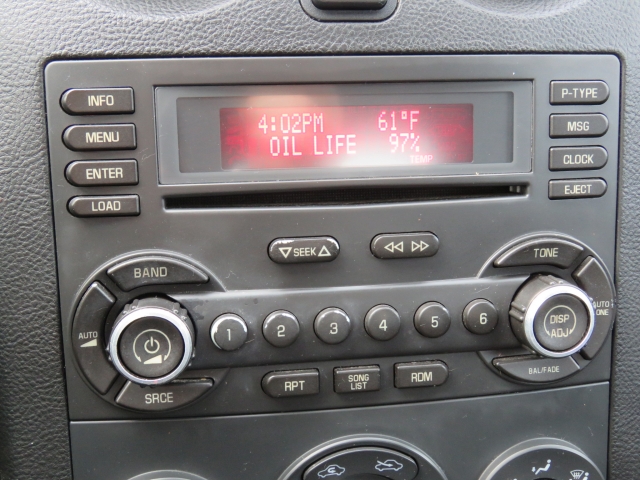 INFO
P-TYPE
4:02PM 61°F
MENU
MSG
OIL LIFE 97%
TEMP
ENTER
CLOCK
LOAD
EJECT
SEEK
BAND
TONE
AUTO
AUTO TONE
1 2 3 4 5 6
DISP
ADJ
SRCE
RPT
SONG
LIST
RDM
BAL/FADE